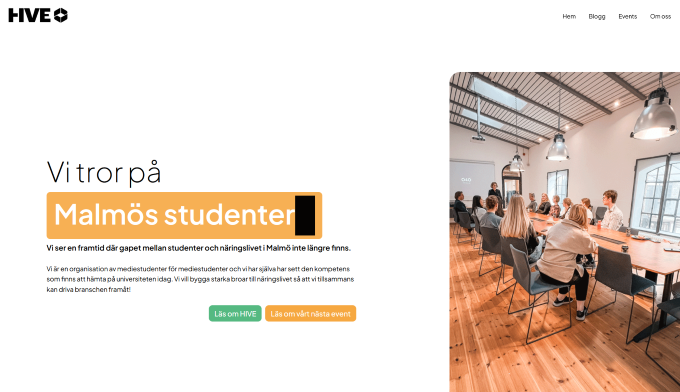 HIVE
Hem Blogg Events Om oss
Vi tror på
Malmös studenter
Vi ser en framtid där gapet mellan studenter och näringslivet i Malmö inte längre finns.
Vi är en organisation av mediestudenter för mediestudenter och vi har själva har sett den kompetens
som finns att hämta på universiteten idag. Vi vill bygga starka broar till näringslivet så att vi tillsammans
kan driva branschen framåt!
Läs om HIVE Läs om vårt nästa event